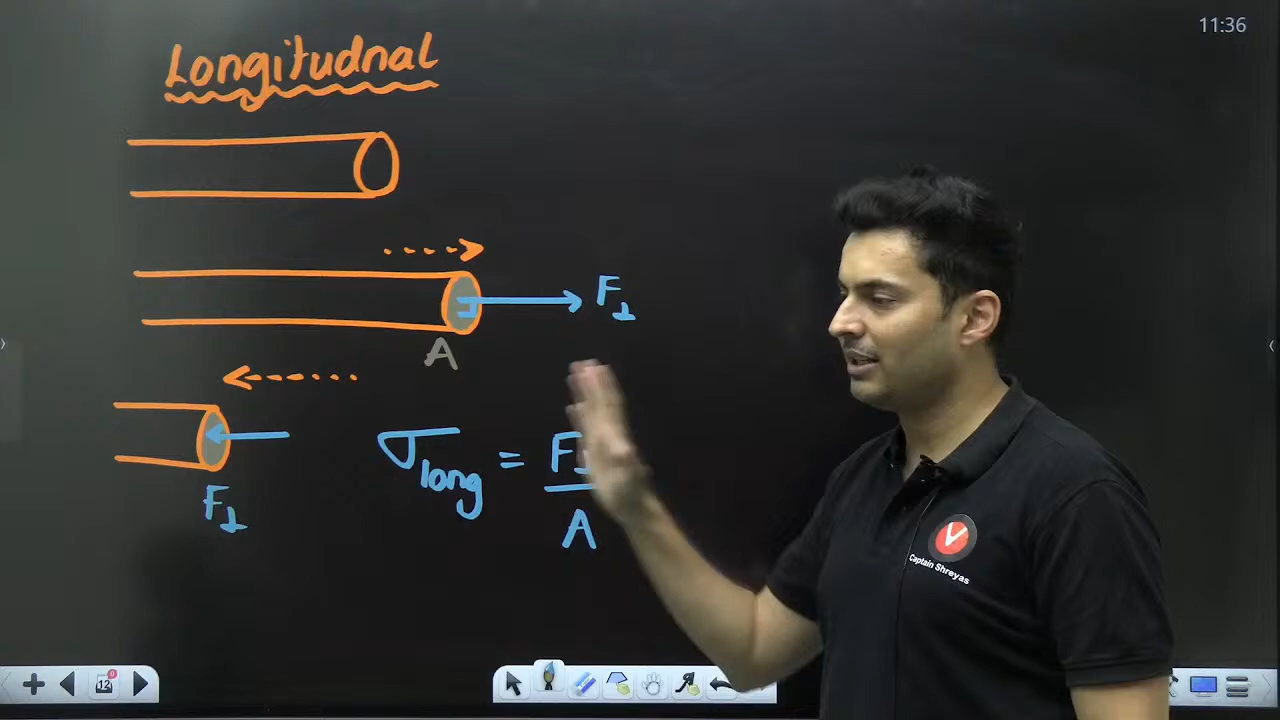 11:36
Longitudnal
F⊥
A
F⊥
σlong = F⊥
A
V
Captain Shreyas
12